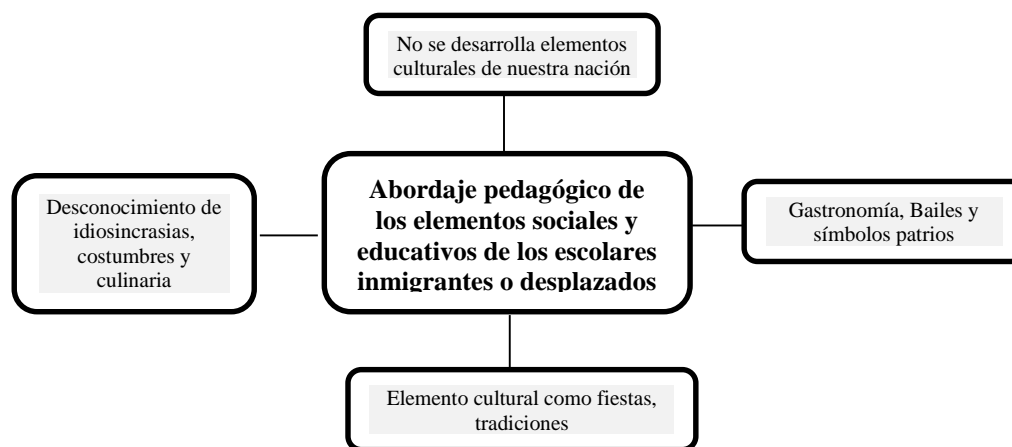 No se desarrolla elementos
culturales de nuestra nación
Desconocimiento de
idiosincrasias,
costumbres y
culinaria
Abordaje pedagógico de
los elementos sociales y
educativos de los escolares
inmigrantes o desplazados
Gastronomía, Bailes y
símbolos patrios
Elemento cultural como fiestas,
tradiciones